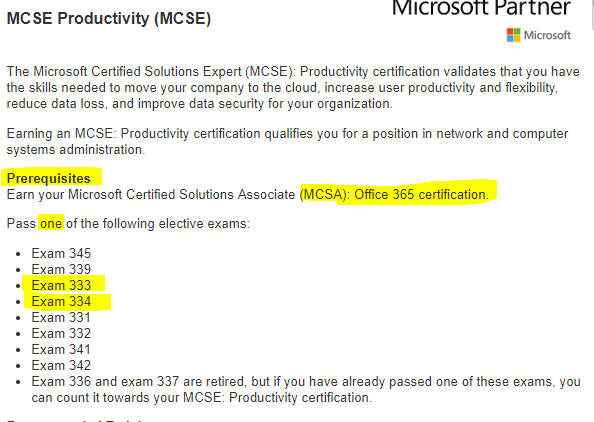 Microsoft Partner
MCSE Productivity (MCSE)
Microsoft
The Microsoft Certified Solutions Expert (MCSE): Productivity certification validates that you have
the skills needed to move your company to the cloud, increase user productivity and flexibility,
reduce data loss, and improve data security for your organization.
Earning an MCSE: Productivity certification qualifies you for a position in network and computer
systems administration.
Prerequisites
Earn your Microsoft Certified Solutions Associate (MCSA): Office 365 certification.
Pass one of the following elective exams:
• Exam 345
• Exam 339
• Exam 333
• Exam 334
• Exam 331
• Exam 332
• Exam 341
• Exam 342
• Exam 336 and exam 337 are retired, but if you have already passed one of these exams, you
can count it towards your MCSE: Productivity certification.